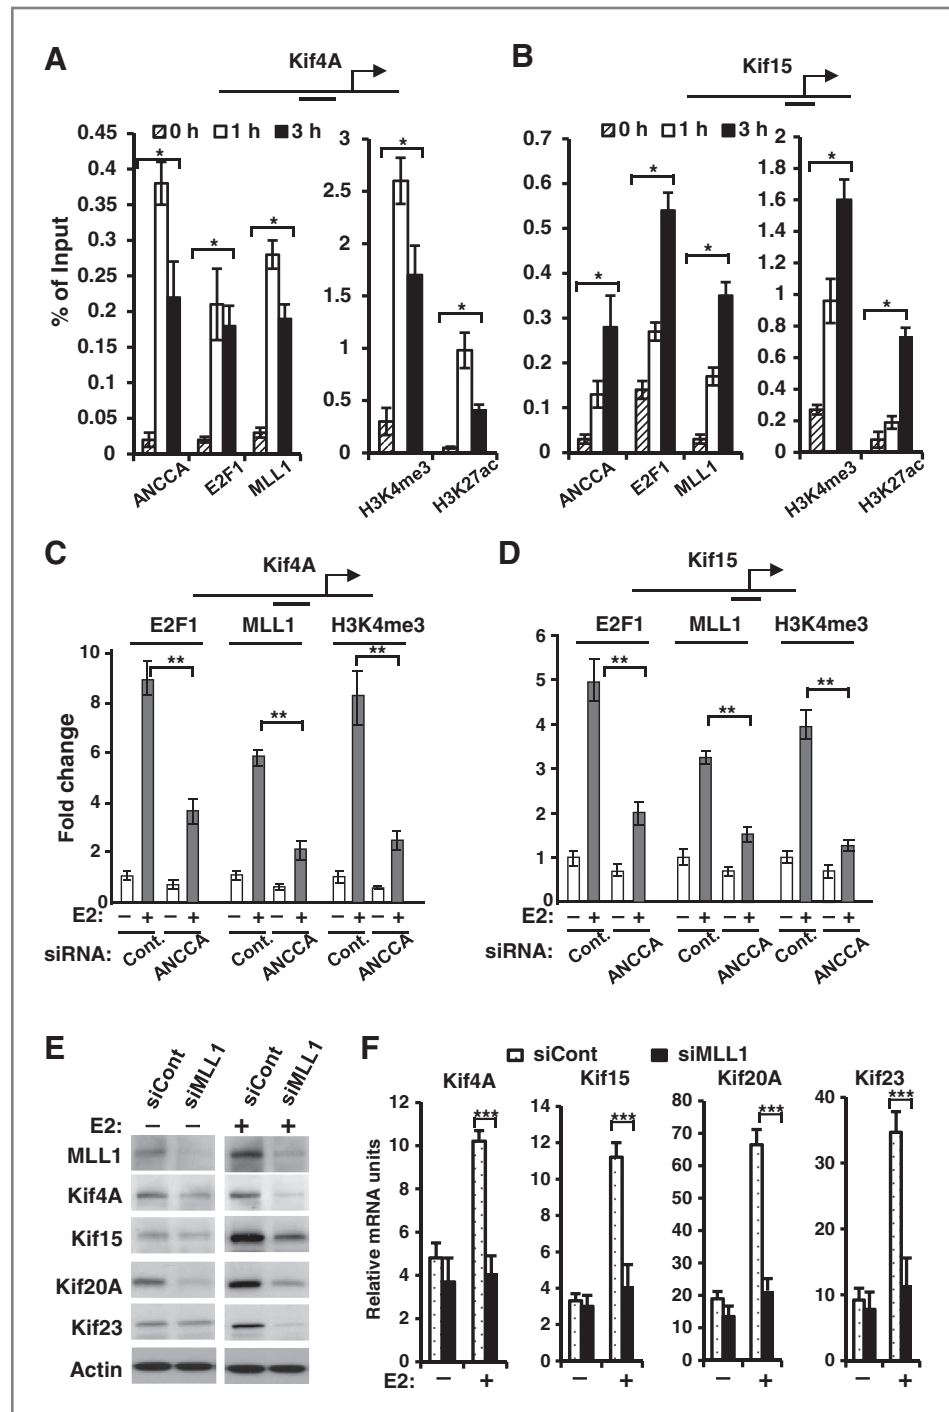 A
Kif4A
0 h 1 h 3 h
% of Input
0.45
0.4
0.35
0.3
0.25
0.2
0.15
0.1
0.05
0
* * *
ANCCA E2F1 MLL1
3
2.5
2
1.5
1
0.5
0
* *
H3K4me3 H3K27ac
B
Kif15
0 h 1 h 3 h
0.7
0.6
0.5
0.4
0.3
0.2
0.1
0
* * *
ANCCA E2F1 MLL1
2
1.8
1.6
1.4
1.2
1
0.8
0.6
0.4
0.2
0
* *
H3K4me3 H3K27ac
C
Kif4A
E2F1 MLL1 H3K4me3
Fold change
10
8
6
4
2
0
** ** **
E2: − + − + − + − + − + − +
siRNA: Cont. ANCCA Cont. ANCCA Cont. ANCCA
D
Kif15
E2F1 MLL1 H3K4me3
6
5
4
3
2
1
0
** ** **
E2: − + − + − + − + − + − +
siRNA: Cont. ANCCA Cont. ANCCA Cont. ANCCA
E
siCont siMLL1 siCont siMLL1
E2: − − + +
MLL1
Kif4A
Kif15
Kif20A
Kif23
Actin
F
siCont siMLL1
Relative mRNA units
Kif4A
12
10
8
6
4
2
0
***
E2: − +
Kif15
14
12
10
8
6
4
2
0
***
− +
Kif20A
80
70
60
50
40
30
20
10
0
***
− +
Kif23
40
30
20
10
0
***
− +